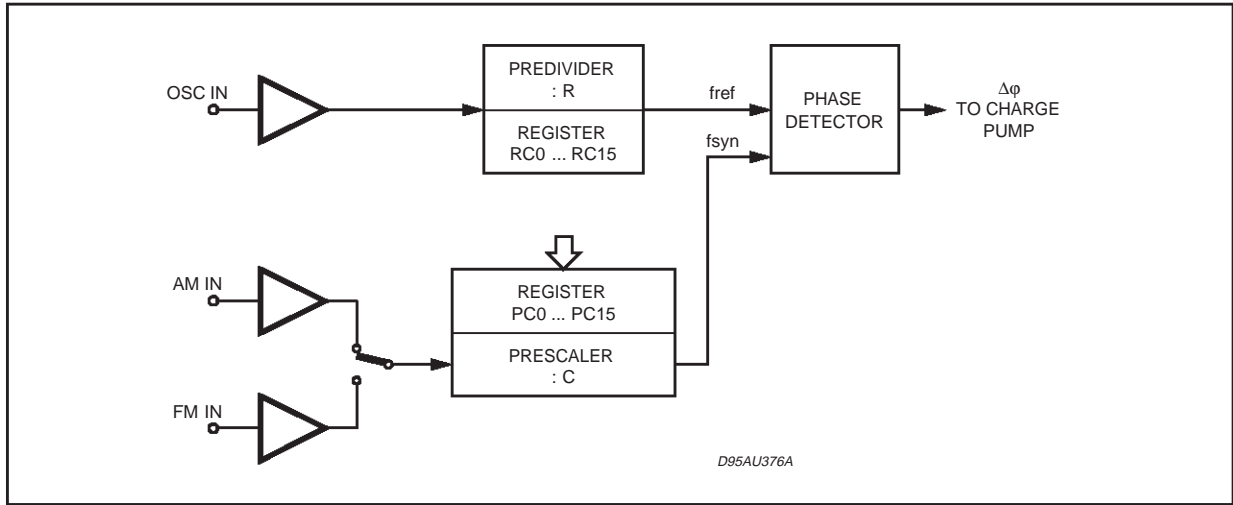 OSC IN
PREDIVIDER
: R
REGISTER
RC0 ... RC15
fref
fsyn
PHASE
DETECTOR
Δφ
TO CHARGE
PUMP
AM IN
FM IN
REGISTER
PC0 ... PC15
PRESCALER
: C
D95AU376A